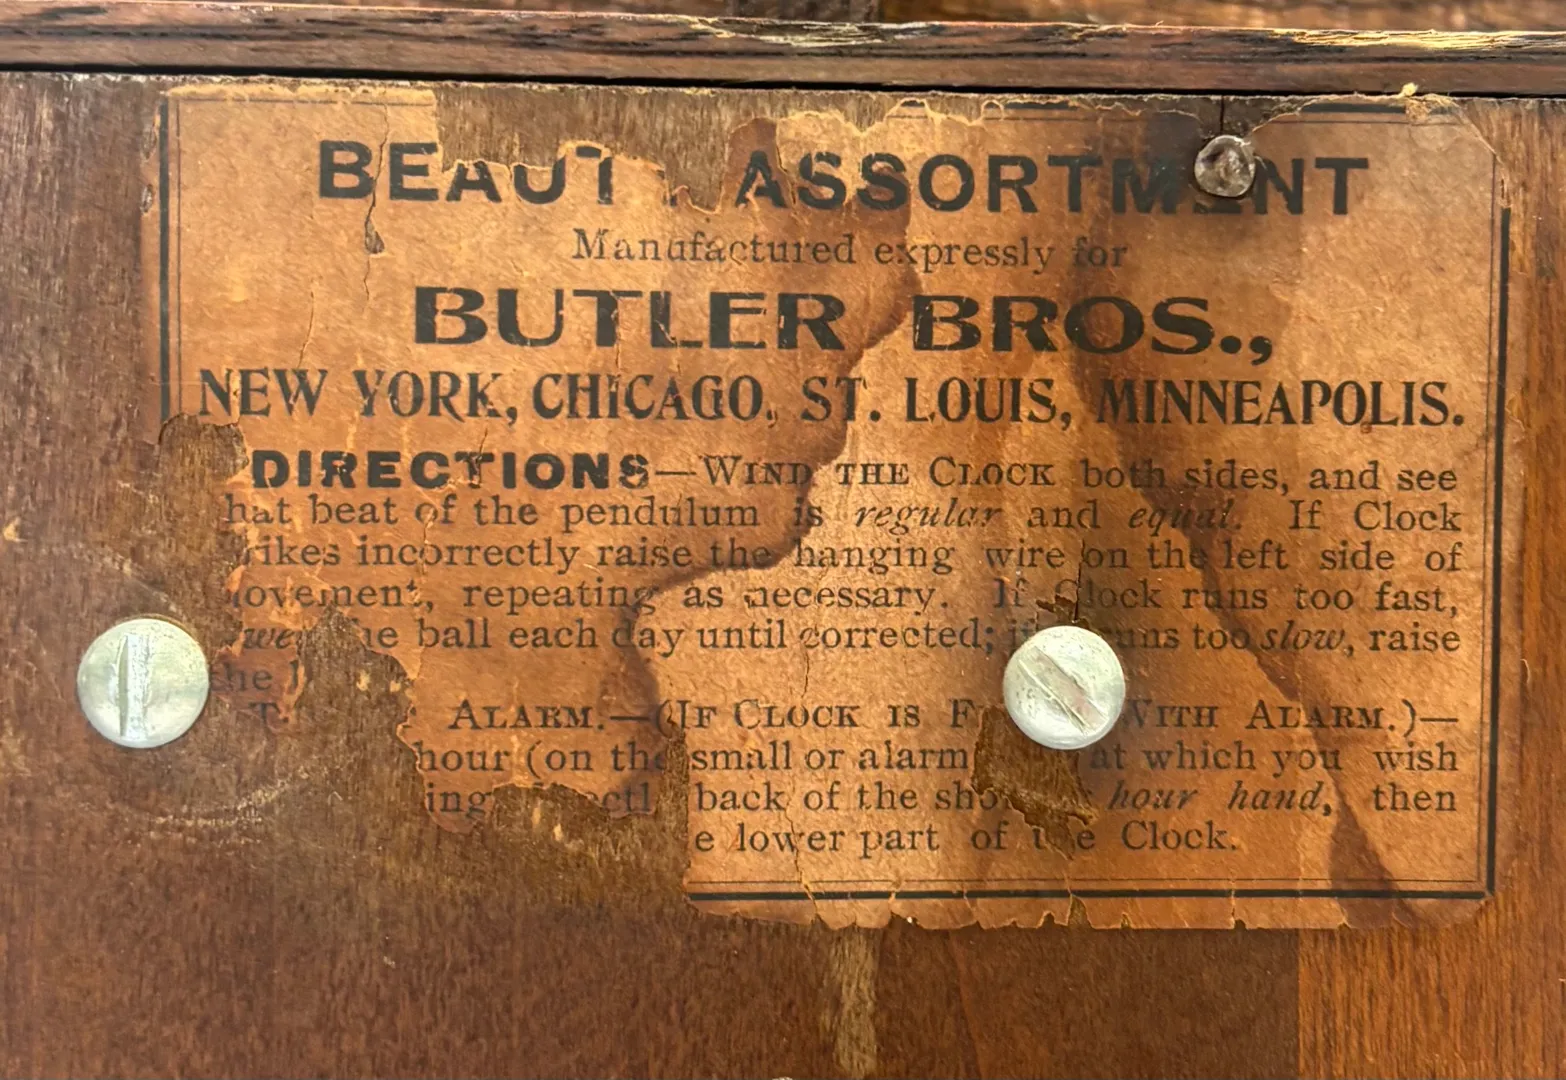 BEAUT ASSORTMENT
Manufactured expressly for
BUTLER BROS.,
NEW YORK, CHICAGO, ST. LOUIS, MINNEAPOLIS.
DIRECTIONS—WIND THE CLOCK both sides, and see
hat beat of the pendulum is regular and equal. If Clock
ikes incorrectly raise the hanging wire on the left side of
ovement, repeating as necessary. If Clock runs too fast,
he ball each day until corrected; if runs too slow, raise
the
ALARM.—(IF CLOCK IS WITH ALARM.)—
hour (on the small or alarm at which you wish
ing back of the hour hand, then
e lower part of the Clock.